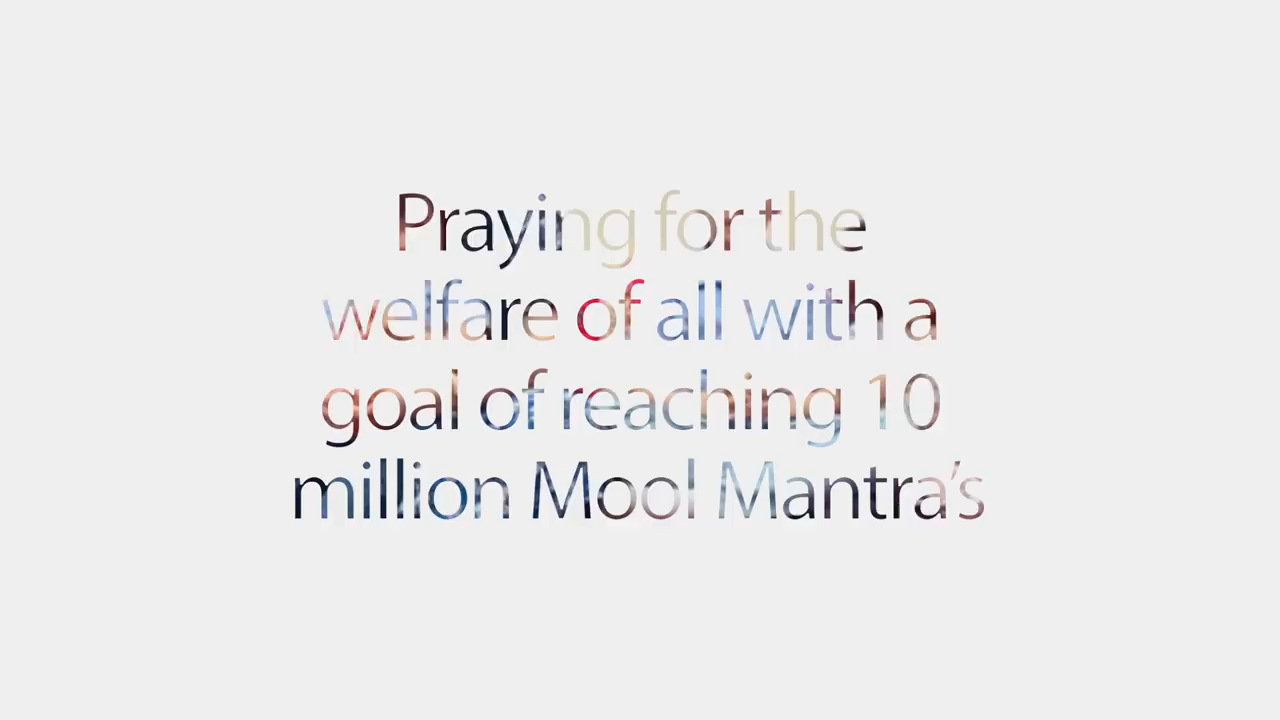 Praying for the
welfare of all with a
goal of reaching 10
million Mool Mantra’s